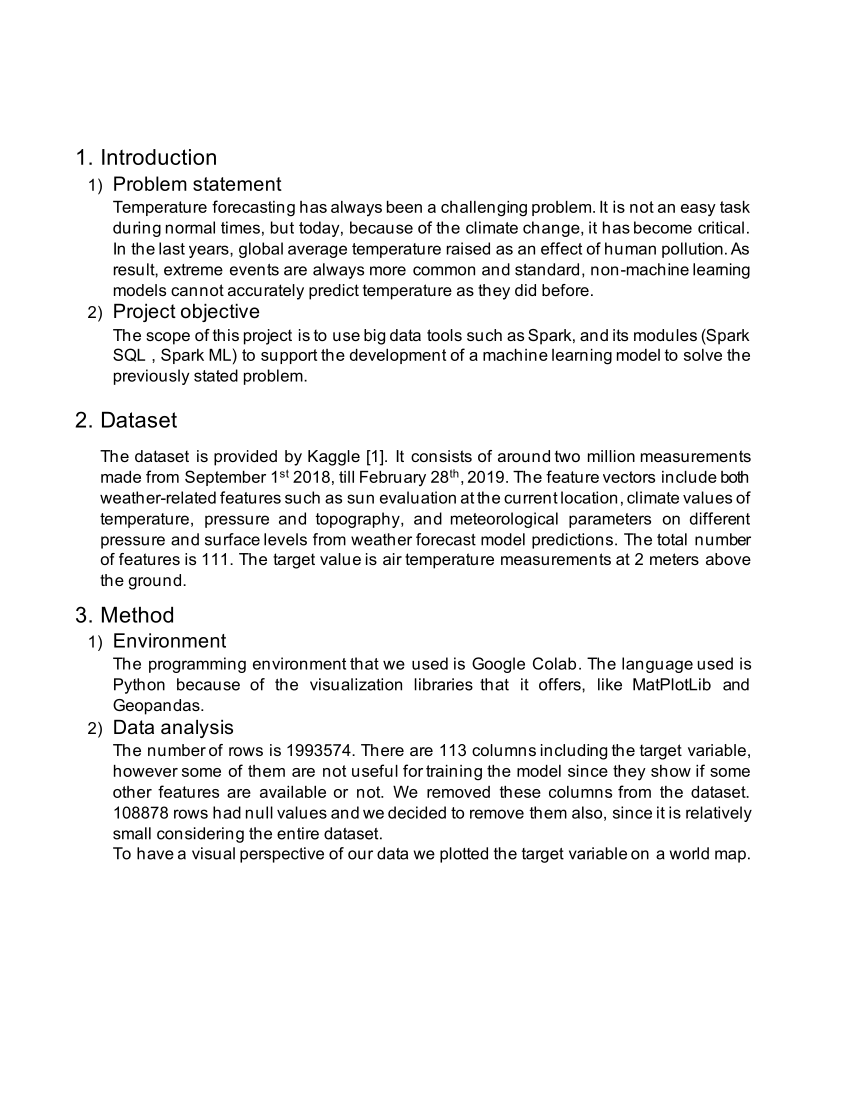 1. Introduction
1) Problem statement
Temperature forecasting has always been a challenging problem. It is not an easy task
during normal times, but today, because of the climate change, it has become critical.
In the last years, global average temperature raised as an effect of human pollution. As
result, extreme events are always more common and standard, non-machine learning
models cannot accurately predict temperature as they did before.
2) Project objective
The scope of this project is to use big data tools such as Spark, and its modules (Spark
SQL , Spark ML) to support the development of a machine learning model to solve the
previously stated problem.
2. Dataset
The dataset is provided by Kaggle [1]. It consists of around two million measurements
made from September 1st 2018, till February 28th, 2019. The feature vectors include both
weather-related features such as sun evaluation at the current location, climate values of
temperature, pressure and topography, and meteorological parameters on different
pressure and surface levels from weather forecast model predictions. The total number
of features is 111. The target value is air temperature measurements at 2 meters above
the ground.
3. Method
1) Environment
The programming environment that we used is Google Colab. The language used is
Python because of the visualization libraries that it offers, like MatPlotLib and
Geopandas.
2) Data analysis
The number of rows is 1993574. There are 113 columns including the target variable,
however some of them are not useful for training the model since they show if some
other features are available or not. We removed these columns from the dataset.
108878 rows had null values and we decided to remove them also, since it is relatively
small considering the entire dataset.
To have a visual perspective of our data we plotted the target variable on a world map.